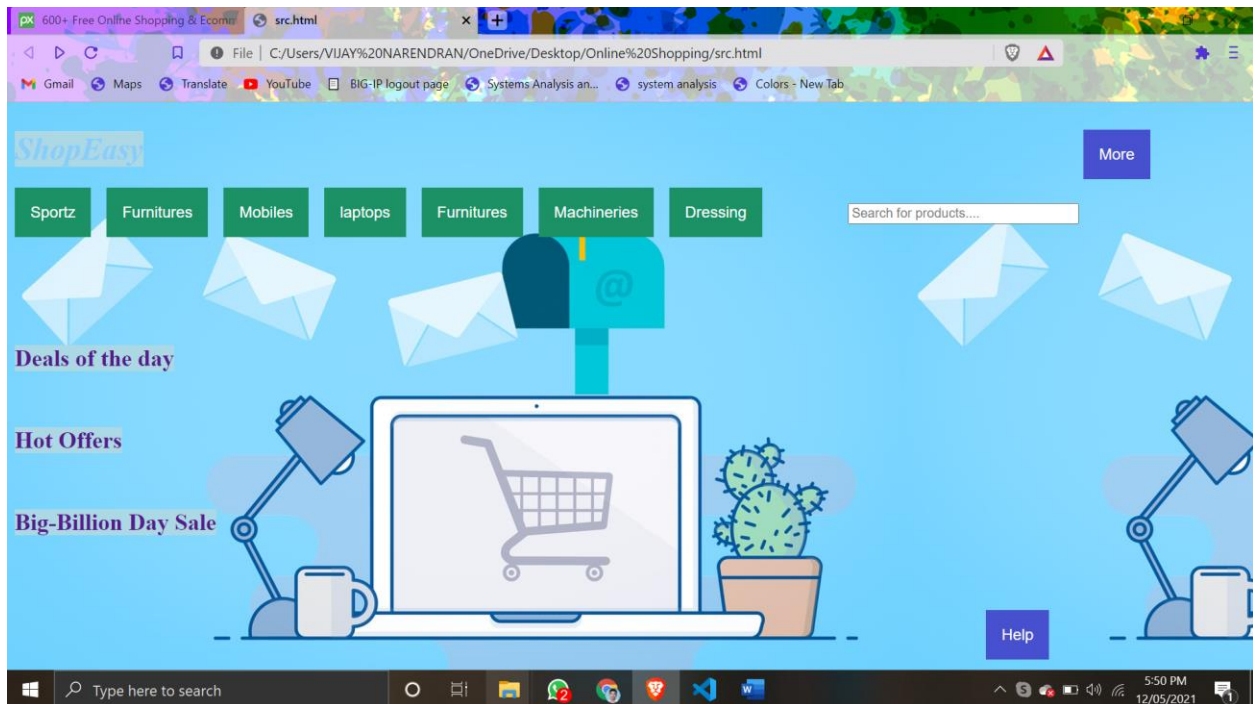 600+ Free Online Shopping & Ecomm
src.html
File | C:/Users/VIJAY%20NARENDRAN/OneDrive/Desktop/Online%20Shopping/src.html
Gmail Maps Translate YouTube BIG-IP logout page Systems Analysis an... system analysis Colors - New Tab
ShopEasy
More
Sportz Furnitures Mobiles laptops Furnitures Machineries Dressing Search for products....
@
Deals of the day
Hot Offers
Big-Billion Day Sale
Help
Type here to search
5:50 PM
12/05/2021